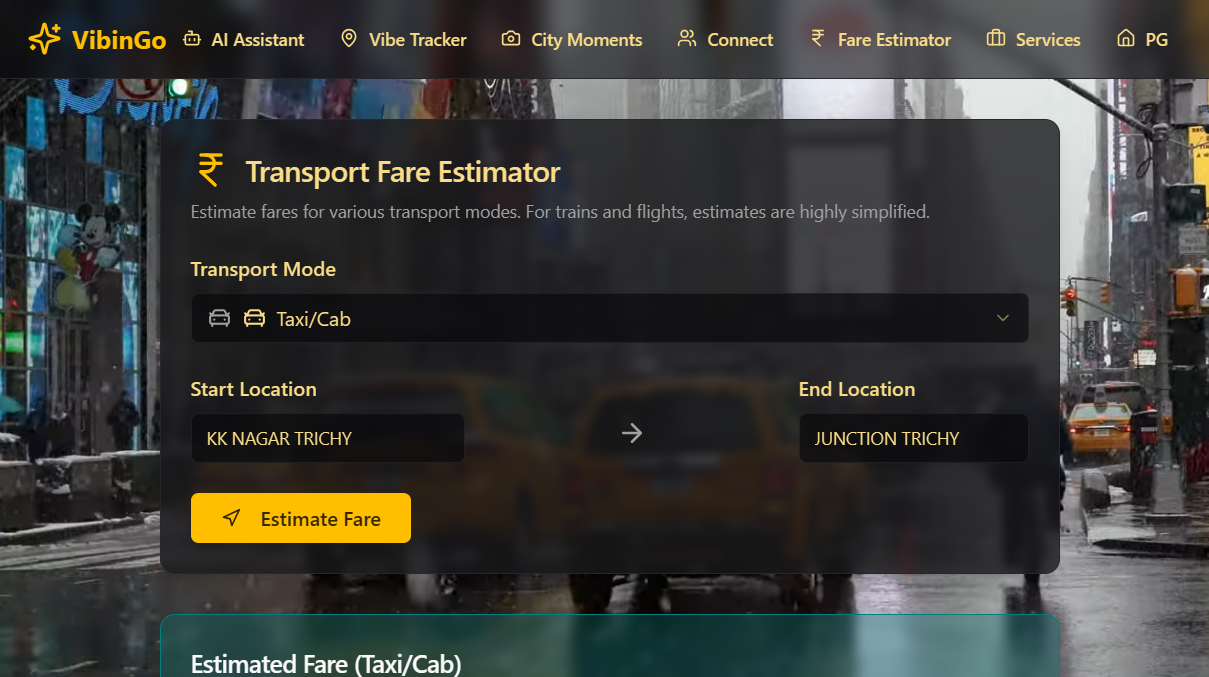 VibinGo AI Assistant Vibe Tracker City Moments Connect Fare Estimator Services PG
₹ Transport Fare Estimator
Estimate fares for various transport modes. For trains and flights, estimates are highly simplified.
Transport Mode
Taxi/Cab
Start Location End Location
KK NAGAR TRICHY → JUNCTION TRICHY
Estimate Fare
Estimated Fare (Taxi/Cab)